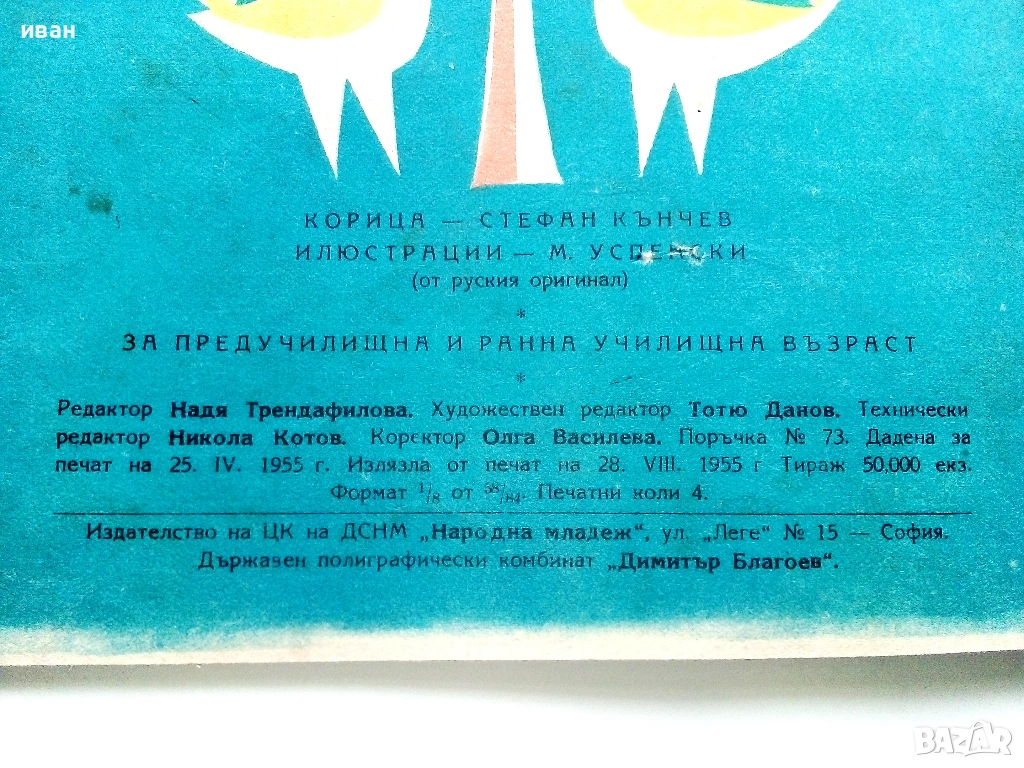 иван
КОРИЦА — СТЕФАН КЪНЧЕВ
ИЛЮСТРАЦИИ — М. УСПЕНСКИ
(от руския оригинал)
*
ЗА ПРЕДУЧИЛИЩНА И РАННА УЧИЛИЩНА ВЪЗРАСТ
*
Редактор Надя Трендафилова. Художествен редактор Тотю Данов. Технически
редактор Никола Котов. Коректор Олга Василева. Поръчка № 73. Дадена за
печат на 25. IV. 1955 г. Излязла от печат на 28. VIII. 1955 г Тираж 50,000 екз.
Формат 1/8 от 58/84. Печатни коли 4.
Издателство на ЦК на ДСНМ „Народна младеж“, ул. „Леге“ № 15 — София.
Държавен полиграфически комбинат „Димитър Благоев“.
BAZAR